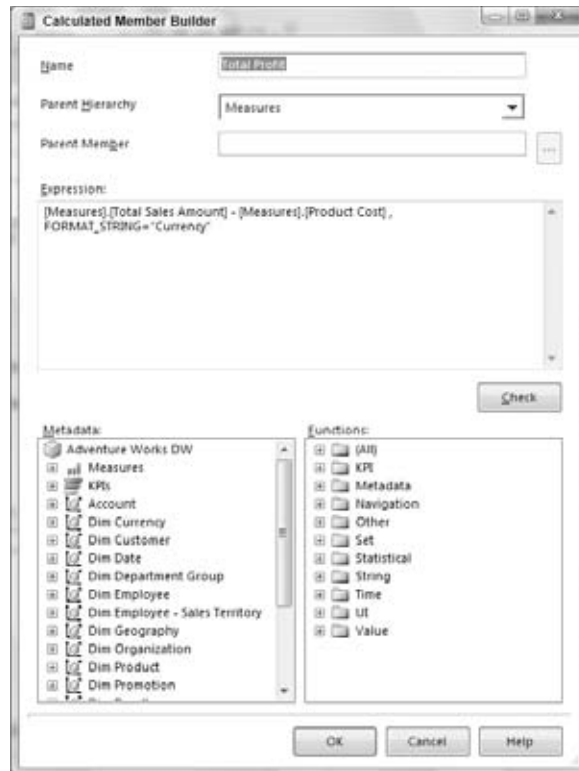 Calculated Member Builder
Name
Total Profit
Parent Hierarchy
Measures
Parent Member
...
Expression:
[Measures].[Total Sales Amount] - [Measures].[Product Cost] ,
FORMAT_STRING="Currency"
Check
Metadata:
Adventure Works DW
Measures
KPIs
Account
Dim Currency
Dim Customer
Dim Date
Dim Department Group
Dim Employee
Dim Employee - Sales Territory
Dim Geography
Dim Organization
Dim Product
Dim Promotion
Functions:
(All)
KPI
Metadata
Navigation
Other
Set
Statistical
String
Time
UI
Value
OK
Cancel
Help